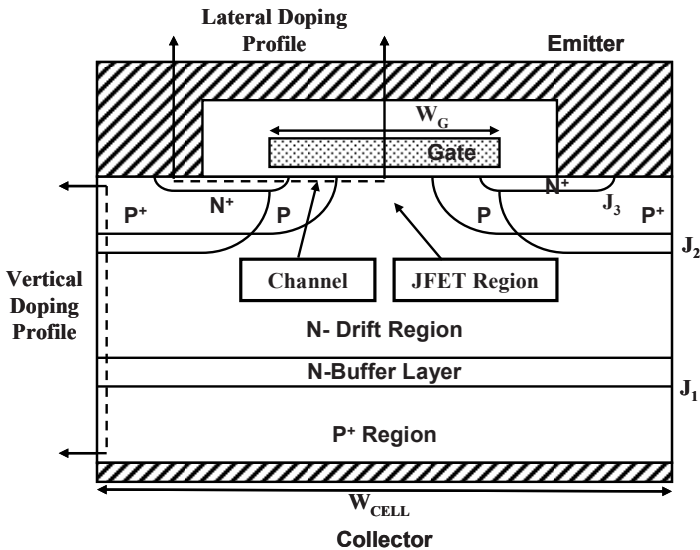 Lateral Doping
Profile
Emitter
W_G
Gate
N⁺
N⁺
P⁺
P
P
J₃
P⁺
J₂
Channel
JFET Region
Vertical
Doping
Profile
N- Drift Region
N-Buffer Layer
J₁
P⁺ Region
W_CELL
Collector